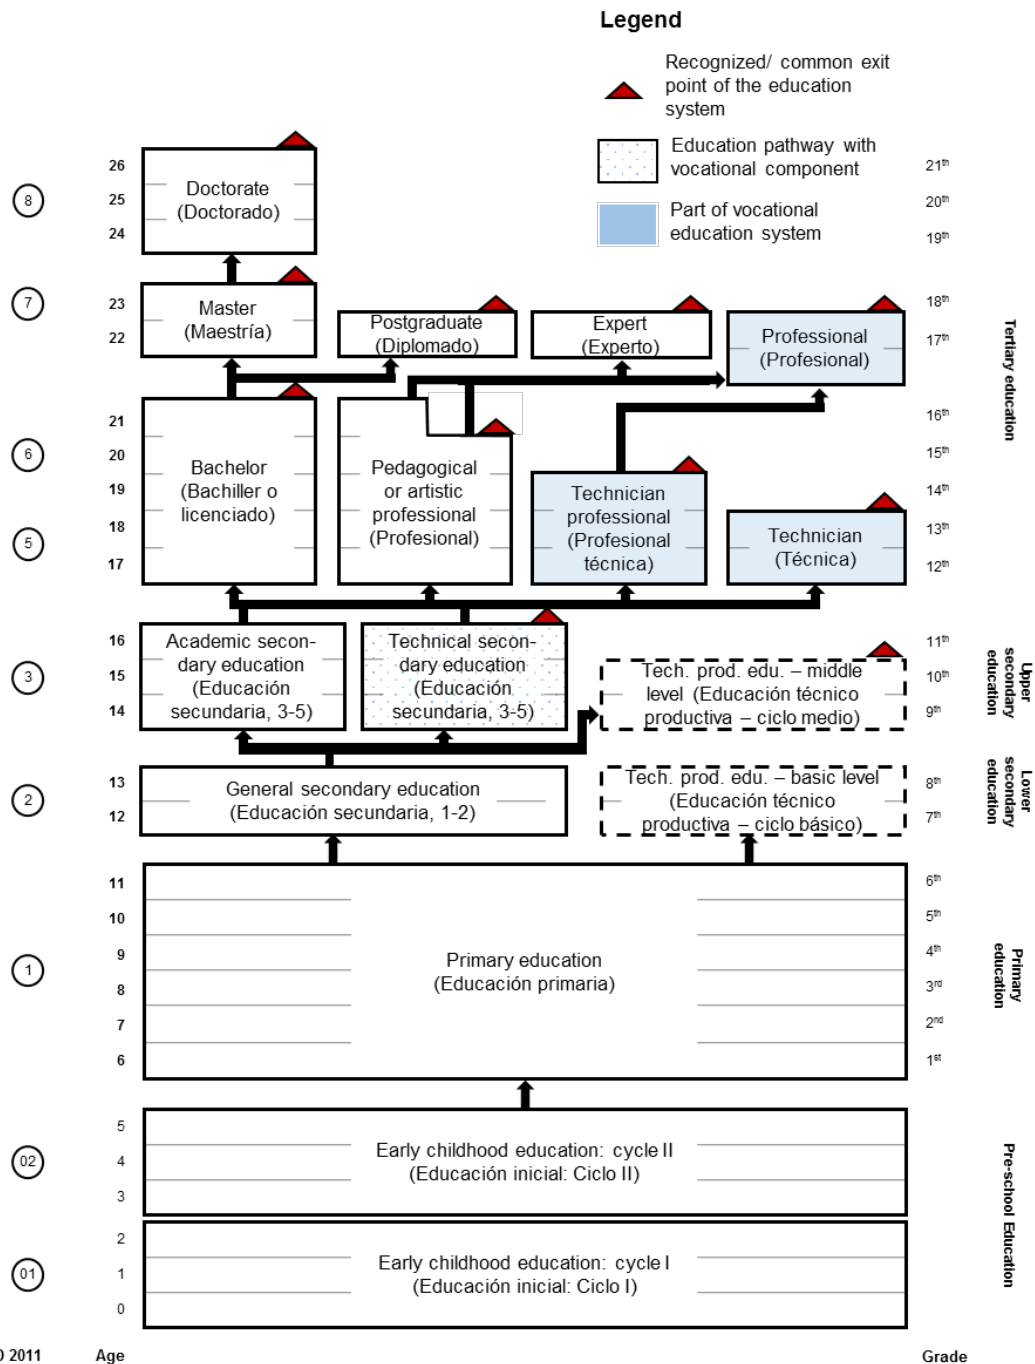 Legend
Recognized/ common exit
point of the education
system
Education pathway with
vocational component
Part of vocational
education system
8
26
25
24
Doctorate
(Doctorado)
21th
20th
19th
7
23
22
Master
(Maestría)
Postgraduate
(Diplomado)
Expert
(Experto)
Professional
(Profesional)
18th
17th
Tertiary education
6
5
21
20
19
18
17
Bachelor
(Bachiller o
licenciado)
Pedagogical
or artistic
professional
(Profesional)
Technician
professional
(Profesional
técnica)
Technician
(Técnica)
16th
15th
14th
13th
12th
3
16
15
14
Academic secon-
dary education
(Educación
secundaria, 3-5)
Technical secon-
dary education
(Educación
secundaria, 3-5)
Tech. prod. edu. – middle
level (Educación técnico
productiva – ciclo medio)
11th
10th
9th
Upper
secondary
education
2
13
12
General secondary education
(Educación secundaria, 1-2)
Tech. prod. edu. – basic level
(Educación técnico
productiva – ciclo básico)
8th
7th
Lower
secondary
education
1
11
10
9
8
7
6
Primary education
(Educación primaria)
6th
5th
4th
3rd
2nd
1st
Primary
education
02
5
4
3
Early childhood education: cycle II
(Educación inicial: Ciclo II)
Pre-school Education
01
2
1
0
Early childhood education: cycle I
(Educación inicial: Ciclo I)
2011
Age
Grade